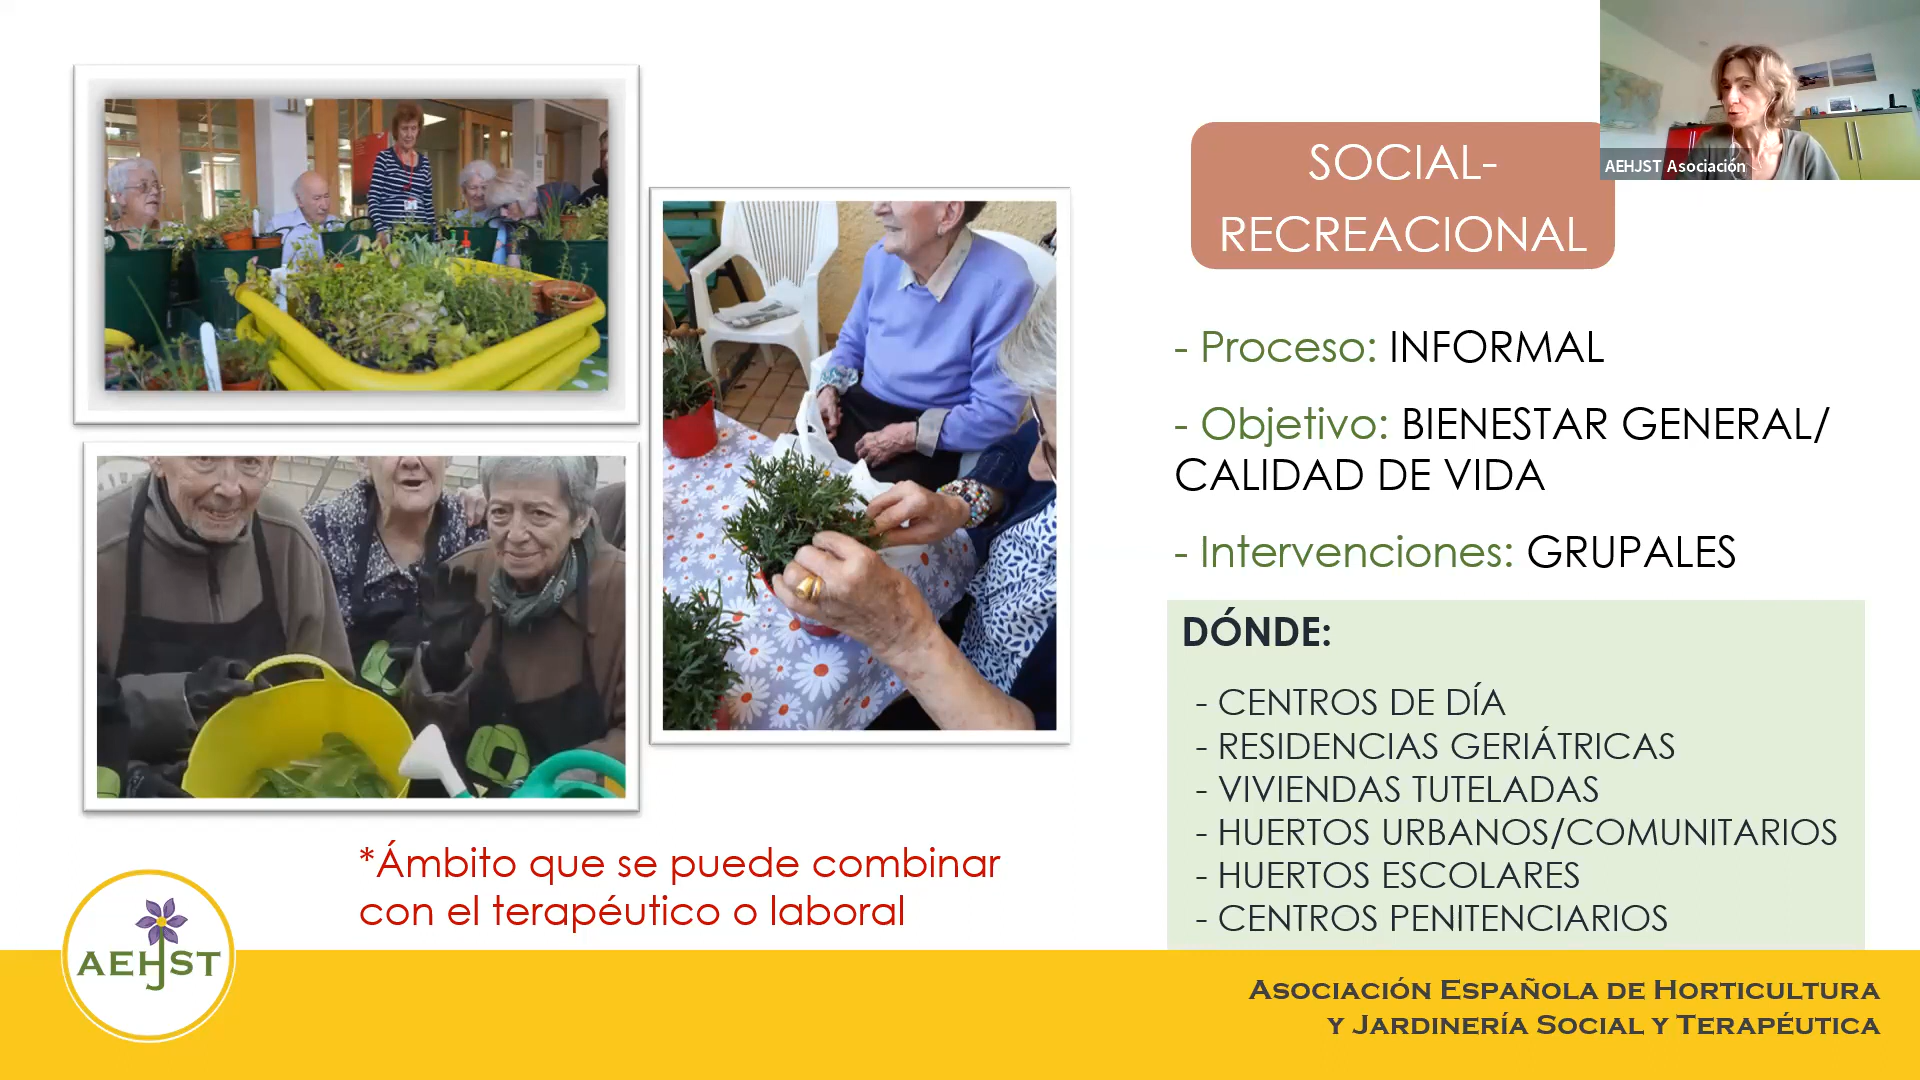 AEHJST Asociación
SOCIAL-
RECREACIONAL
- Proceso: INFORMAL
- Objetivo: BIENESTAR GENERAL/
CALIDAD DE VIDA
- Intervenciones: GRUPALES
DÓNDE:
- CENTROS DE DÍA
- RESIDENCIAS GERIÁTRICAS
- VIVIENDAS TUTELADAS
- HUERTOS URBANOS/COMUNITARIOS
- HUERTOS ESCOLARES
- CENTROS PENITENCIARIOS
*Ámbito que se puede combinar
con el terapéutico o laboral
AEHJST
Asociación Española de Horticultura
y Jardinería Social y Terapéutica